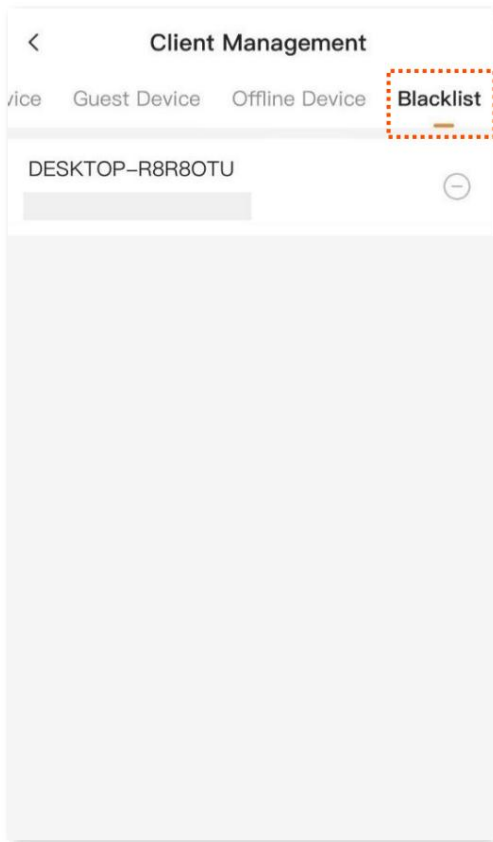 Client Management
vice Guest Device Offline Device Blacklist
DESKTOP-R8R8OTU